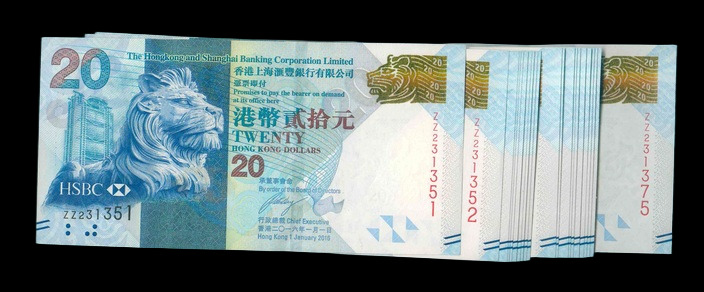 20
The Hongkong and Shanghai Banking Corporation Limited
香港上海滙豐銀行有限公司
憑票即付
Promises to pay the bearer on demand
at its office here
港幣貳拾元
TWENTY
HONG KONG DOLLARS
20
承董事會命
By order of the Board of Directors
行政總裁 Chief Executive
香港二〇一六年一月一日
Hong Kong 1 January 2016
HSBC
ZZ231351
ZZ231351
ZZ231352
ZZ231375